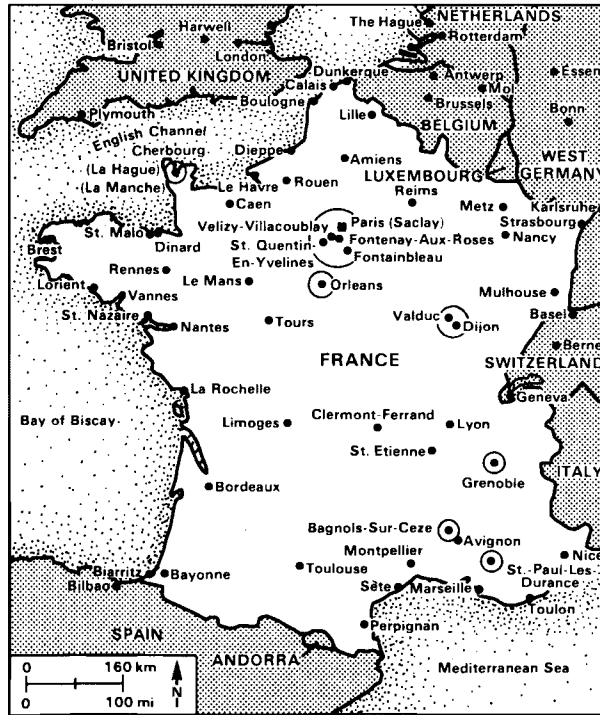 NETHERLANDS
The Hague
Harwell
Rotterdam
Bristol
London
Dunkerque
Antwerp
Essen
UNITED KINGDOM
Calais
Mol
Plymouth
Boulogne
Brussels
Bonn
English Channel
Lille
BELGIUM
Cherbourg
Dieppe
(La Hague)
Amiens
WEST
GERMANY
(La Manche)
Le Havre
Rouen
LUXEMBOURG
Reims
Caen
Metz
Karlsruhe
Strasbourg
Velizy-Villacoublay
Paris (Saclay)
St. Malo
Dinard
St. Quentin-
En-Yvelines
Fontenay-Aux-Roses
Nancy
Brest
Fontainbleau
Rennes
Le Mans
Orleans
Lorient
Vannes
Mulhouse
St. Nazaire
Valduc
Basel
Nantes
Tours
Dijon
Berne
FRANCE
SWITZERLAND
La Rochelle
Geneva
Bay of Biscay
Limoges
Clermont-Ferrand
Lyon
St. Etienne
ITALY
Grenoble
Bordeaux
Bagnols-Sur-Ceze
Avignon
Montpellier
Nice
Biarritz
Bayonne
Toulouse
St.-Paul-Les-
Durance
Bilbao
Sète
Marseille
Toulon
Perpignan
SPAIN
ANDORRA
Mediterranean Sea
0 160 km
0 100 mi
N